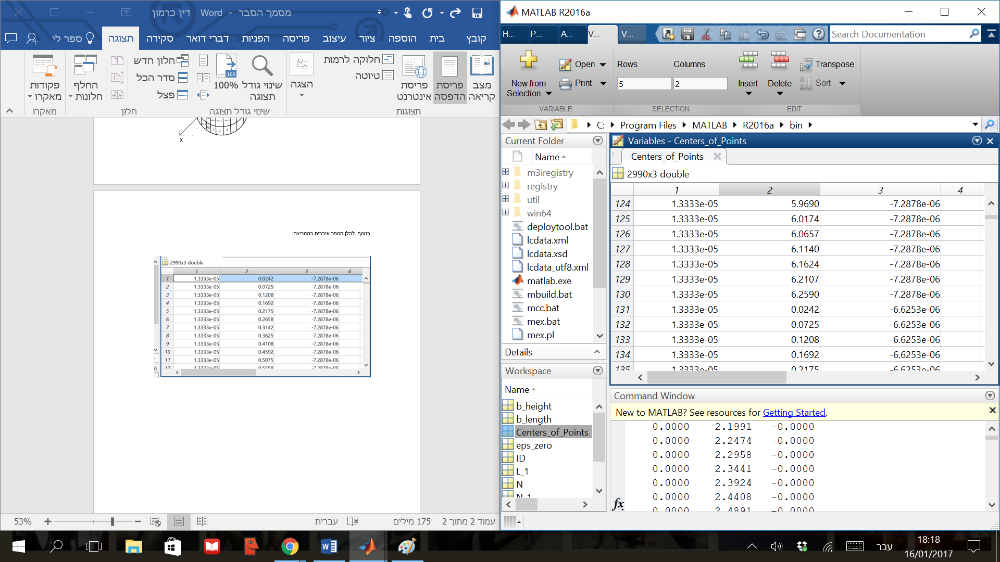 דין כרמון Word - מסמך הסבר
קובץ בית הוספה ציור עיצוב פריסה הפניות דברי דואר סקירה תצוגה ספר לי
מצב קריאה
פריסת הדפסה
פריסת אינטרנט
חלוקה לרמות
טיוטה
תצוגות
הצגה
שינוי גודל תצוגה
100%
100
שינוי גודל תצוגה
חלון חדש
סדר הכל
פצל
חלון
החלף חלונות
פקודות מאקרו
מאקרו
x
1 2 3
בנוסף, להלן מספר איברים במטריצה:
2990x3 double
1 2 3 4
1 1.3333e-05 0.0242 -7.2878e-06
2 1.3333e-05 0.0725 -7.2878e-06
3 1.3333e-05 0.1208 -7.2878e-06
4 1.3333e-05 0.1692 -7.2878e-06
5 1.3333e-05 0.2175 -7.2878e-06
6 1.3333e-05 0.2658 -7.2878e-06
7 1.3333e-05 0.3142 -7.2878e-06
8 1.3333e-05 0.3625 -7.2878e-06
9 1.3333e-05 0.4108 -7.2878e-06
10 1.3333e-05 0.4592 -7.2878e-06
11 1.3333e-05 0.5075 -7.2878e-06
12 1.3333e-05 0.5558 -7.2878e-06
עמוד 2 מתוך 2 175 מילים עברית 53%
MATLAB R2016a
H... P... A... V... V... Search Documentation
New from Selection
Open
Print
VARIABLE
Rows Columns
5 2
SELECTION
Insert Delete Transpose
Sort
EDIT
C: Program Files MATLAB R2016a bin
Current Folder
Name
m3iregistry
registry
util
win64
deploytool.bat
lcdata.xml
lcdata.xsd
lcdata_utf8.xml
matlab.exe
mbuild.bat
mcc.bat
mex.bat
mex.pl
Details
Workspace
Name
b_height
b_length
Centers_of_Points
eps_zero
ID
L_1
N
N_1
Variables - Centers_of_Points
Centers_of_Points
2990x3 double
1 2 3 4
124 1.3333e-05 5.9690 -7.2878e-06
125 1.3333e-05 6.0174 -7.2878e-06
126 1.3333e-05 6.0657 -7.2878e-06
127 1.3333e-05 6.1140 -7.2878e-06
128 1.3333e-05 6.1624 -7.2878e-06
129 1.3333e-05 6.2107 -7.2878e-06
130 1.3333e-05 6.2590 -7.2878e-06
131 1.3333e-05 0.0242 -6.6253e-06
132 1.3333e-05 0.0725 -6.6253e-06
133 1.3333e-05 0.1208 -6.6253e-06
134 1.3333e-05 0.1692 -6.6253e-06
135 1.3333e-05 0.2175 -6.6253e-06
Command Window
New to MATLAB? See resources for Getting Started.
0.0000 2.1991 -0.0000
0.0000 2.2474 -0.0000
0.0000 2.2958 -0.0000
0.0000 2.3441 -0.0000
0.0000 2.3924 -0.0000
0.0000 2.4408 -0.0000
0.0000 2.4891 -0.0000
fx
עבר
18:18
16/01/2017